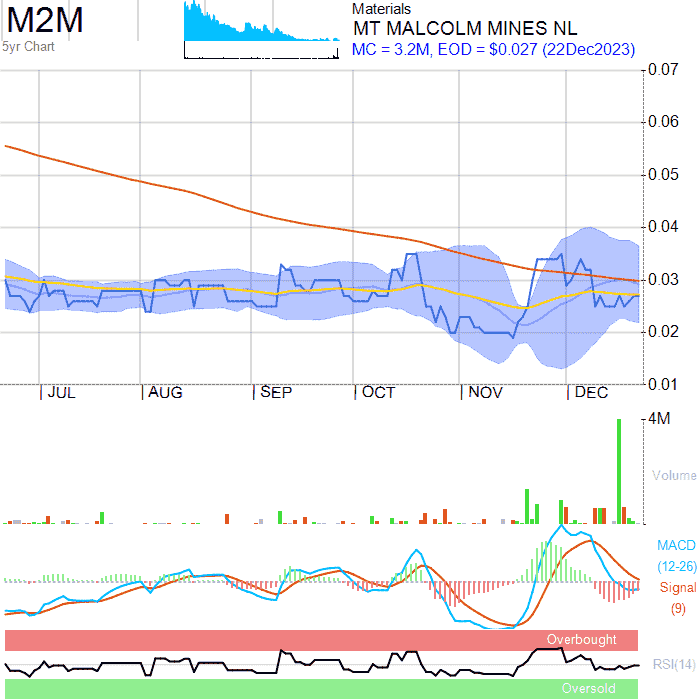 M2M
5yr Chart
Materials
MT MALCOLM MINES NL
MC = 3.2M, EOD = $0.027 (22Dec2023)
0.07
0.06
0.05
0.04
0.03
0.02
0.01
JUL AUG SEP OCT NOV DEC
4M
Volume
MACD
(12-26)
Signal
(9)
Overbought
RSI(14)
Oversold